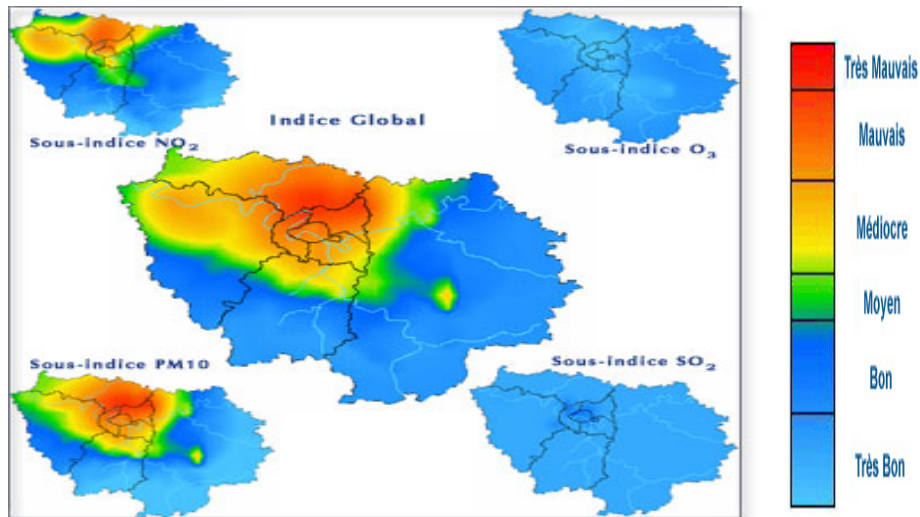 Sous-indice NO2
Sous-indice O3
Indice Global
Sous-indice PM10
Sous-indice SO2
Très Mauvais
Mauvais
Médiocre
Moyen
Bon
Très Bon